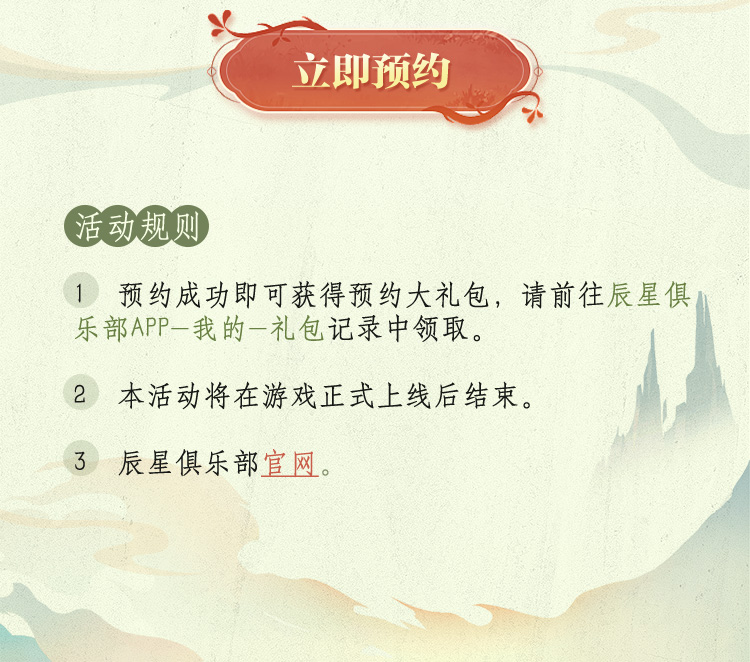 立即预约
活动规则
1 预约成功即可获得预约大礼包，请前往辰星俱
乐部APP—我的—礼包记录中领取。
2 本活动将在游戏正式上线后结束。
3 辰星俱乐部官网。